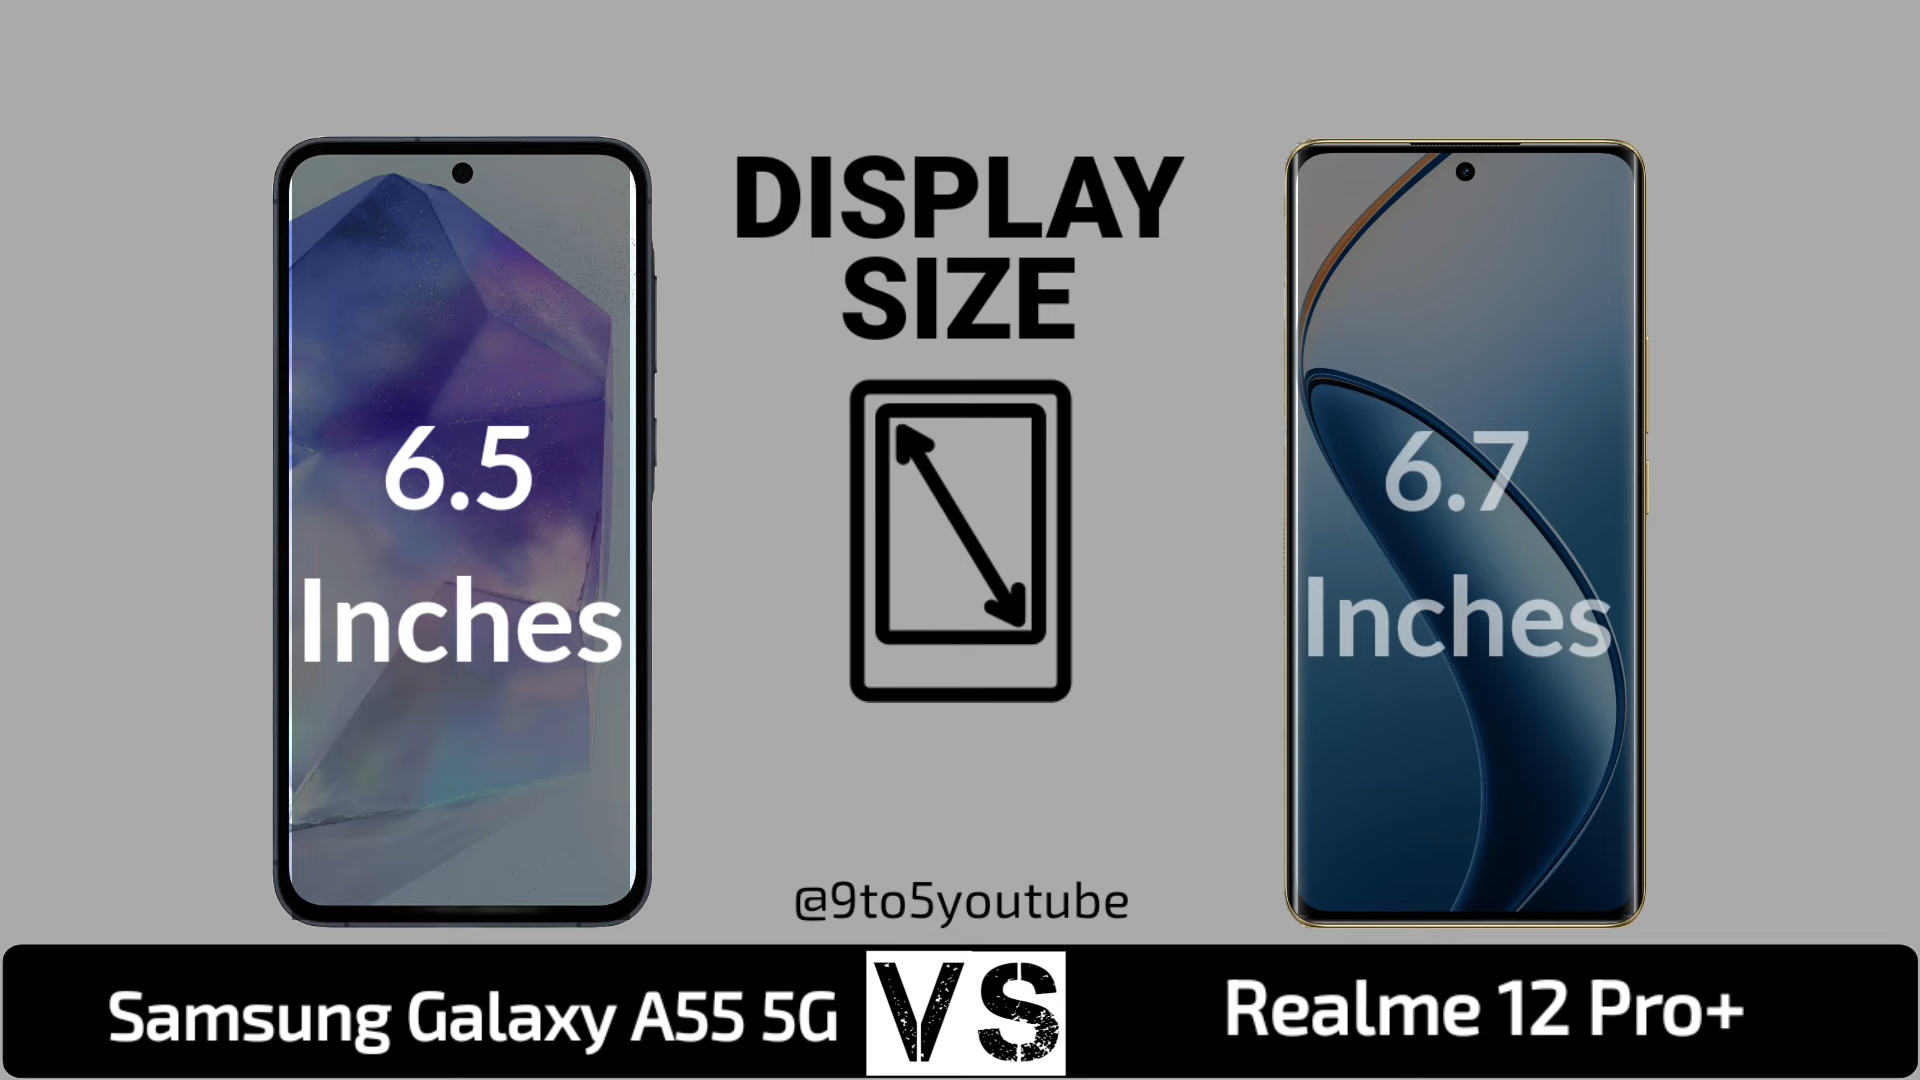 DISPLAY
SIZE
6.5
Inches
6.7
Inches
@9to5youtube
Samsung Galaxy A55 5G
VS
Realme 12 Pro+